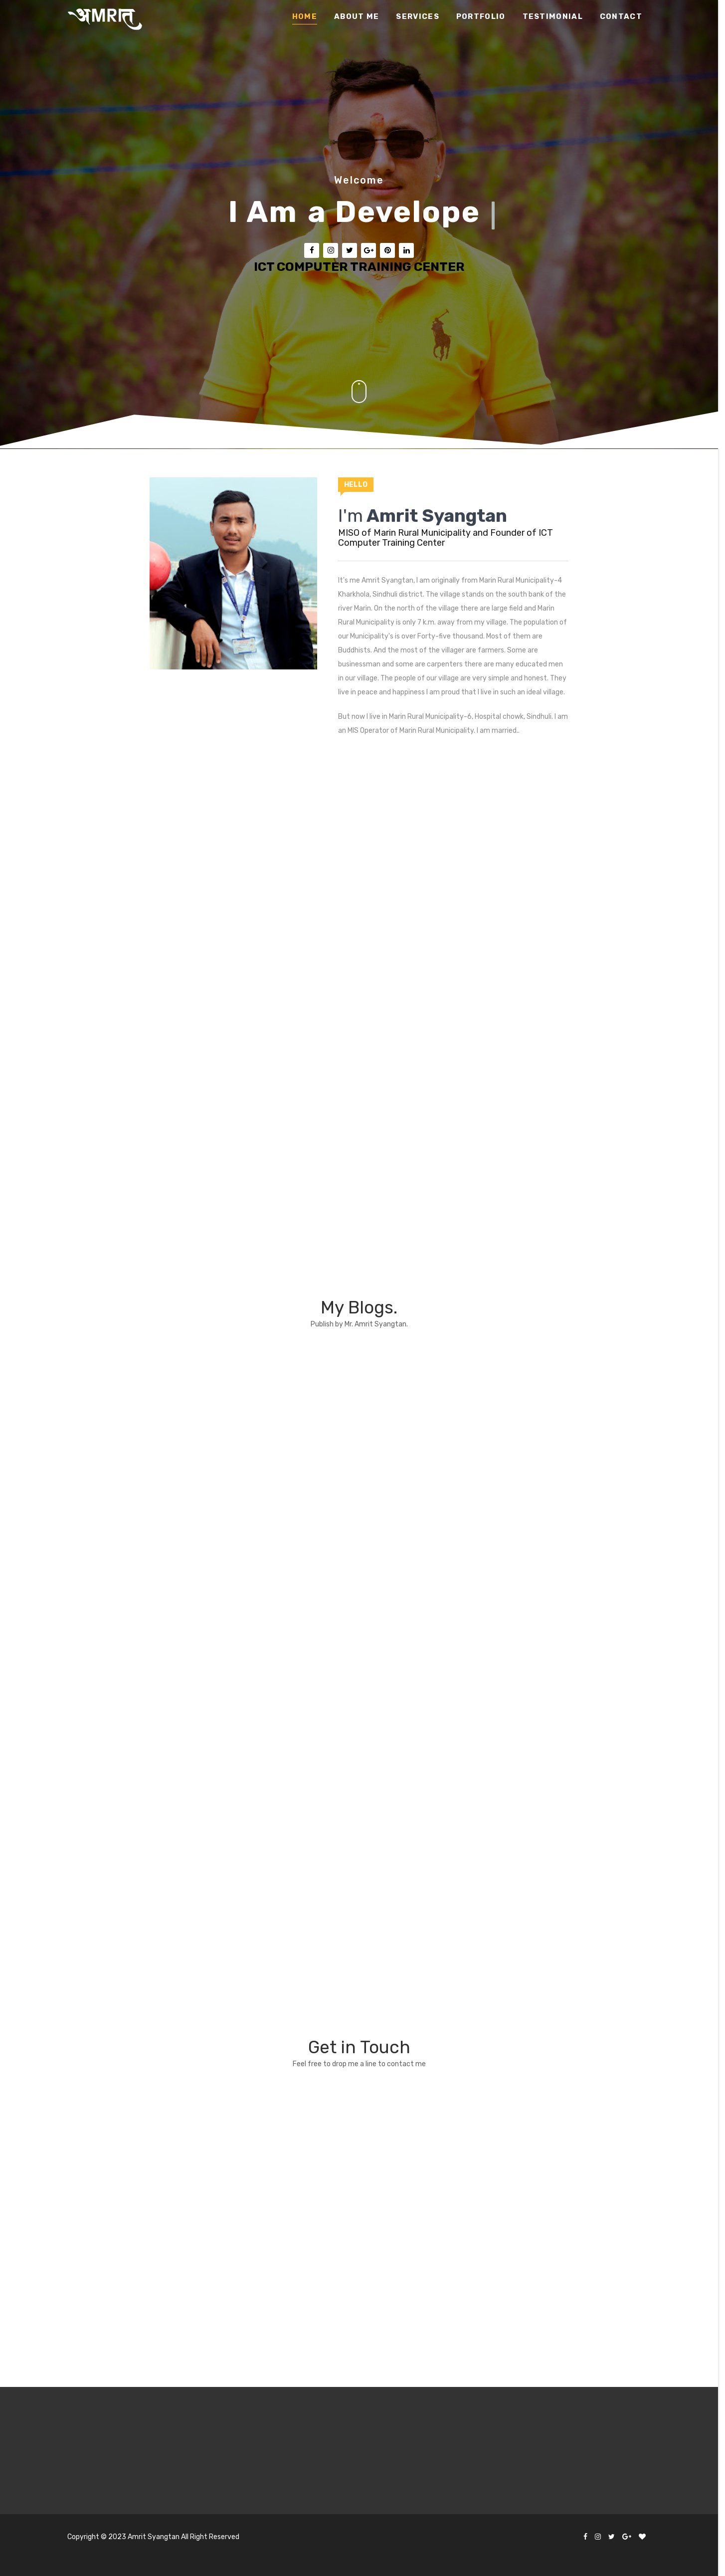 अMRIत
HOME ABOUT ME SERVICES PORTFOLIO TESTIMONIAL CONTACT
Welcome
I Am a Develope |
ICT COMPUTER TRAINING CENTER
HELLO
I'm Amrit Syangtan
MISO of Marin Rural Municipality and Founder of ICT
Computer Training Center
It's me Amrit Syangtan, I am originally from Marin Rural Municipality-4
Kharkhola, Sindhuli district. The village stands on the south bank of the
river Marin. On the north of the village there are large field and Marin
Rural Municipality is only 7 k.m. away from my village. The population of
our Municipality's is over Forty-five thousand. Most of them are
Buddhists. And the most of the villager are farmers. Some are
businessman and some are carpenters there are many educated men
in our village. The people of our village are very simple and honest. They
live in peace and happiness I am proud that I live in such an ideal village.
But now I live in Marin Rural Municipality-6, Hospital chowk, Sindhuli. I am
an MIS Operator of Marin Rural Municipality. I am married..
My Blogs.
Publish by Mr. Amrit Syangtan.
Get in Touch
Feel free to drop me a line to contact me
Copyright © 2023 Amrit Syangtan All Right Reserved